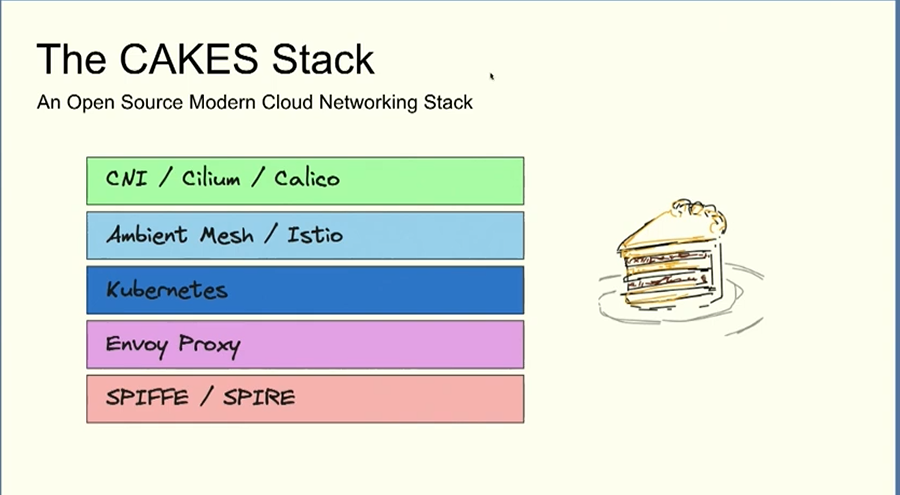 The CAKES Stack
An Open Source Modern Cloud Networking Stack
CNI / Cilium / Calico
Ambient Mesh / Istio
Kubernetes
Envoy Proxy
SPIFFE / SPIRE